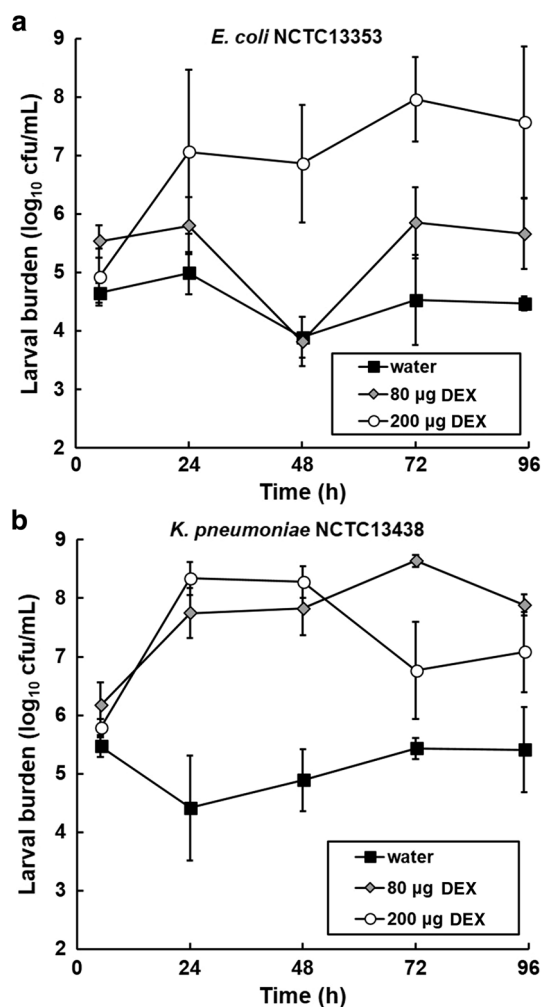 a
E. coli NCTC13353
9
8
7
6
5
4
3
2
Larval burden (log10 cfu/mL)
water
80 µg DEX
200 µg DEX
0 24 48 72 96
Time (h)
b
K. pneumoniae NCTC13438
9
8
7
6
5
4
3
2
Larval burden (log10 cfu/mL)
water
80 µg DEX
200 µg DEX
0 24 48 72 96
Time (h)